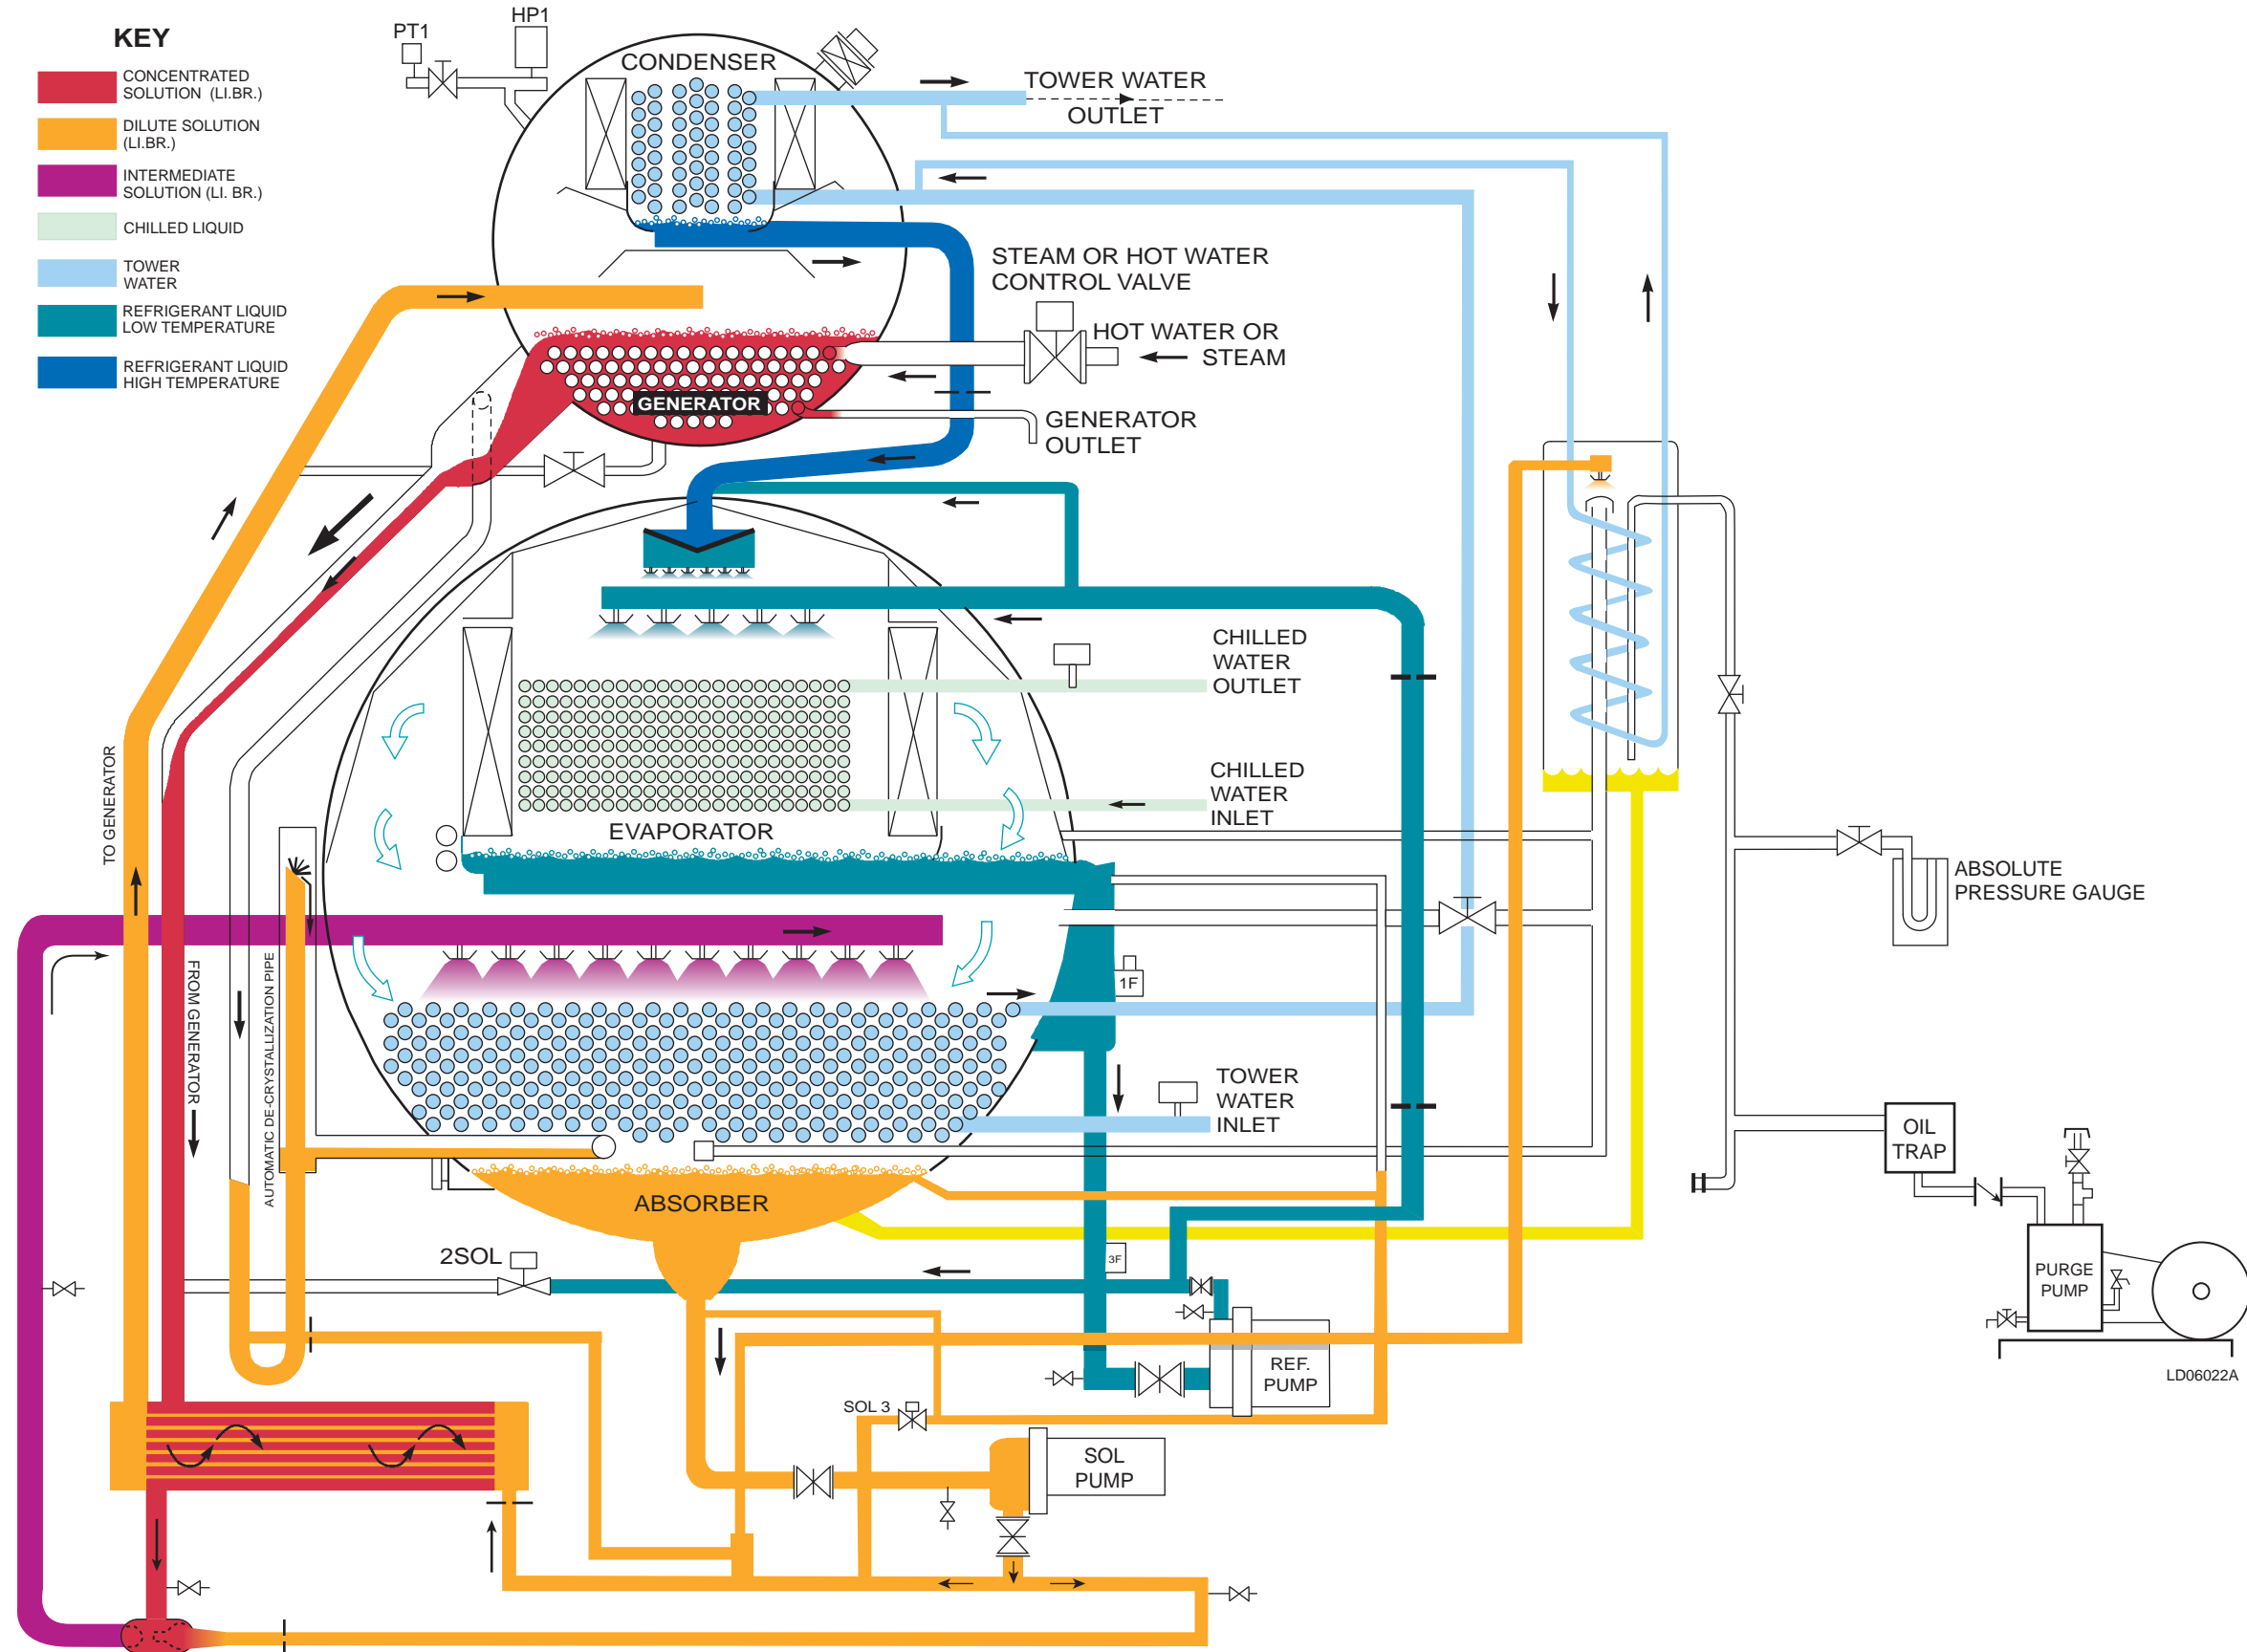 KEY
CONCENTRATED
SOLUTION (LI.BR.)
DILUTE SOLUTION
(LI.BR.)
INTERMEDIATE
SOLUTION (LI. BR.)
CHILLED LIQUID
TOWER
WATER
REFRIGERANT LIQUID
LOW TEMPERATURE
REFRIGERANT LIQUID
HIGH TEMPERATURE
PT1
HP1
CONDENSER
TOWER WATER
OUTLET
STEAM OR HOT WATER
CONTROL VALVE
HOT WATER OR
STEAM
GENERATOR
GENERATOR
OUTLET
CHILLED
WATER
OUTLET
CHILLED
WATER
INLET
EVAPORATOR
TO GENERATOR
FROM GENERATOR
AUTOMATIC DE-CRYSTALLIZATION PIPE
ABSOLUTE
PRESSURE GAUGE
1F
TOWER
WATER
INLET
OIL
TRAP
ABSORBER
2SOL
3F
PURGE
PUMP
REF.
PUMP
LD06022A
SOL 3
SOL
PUMP